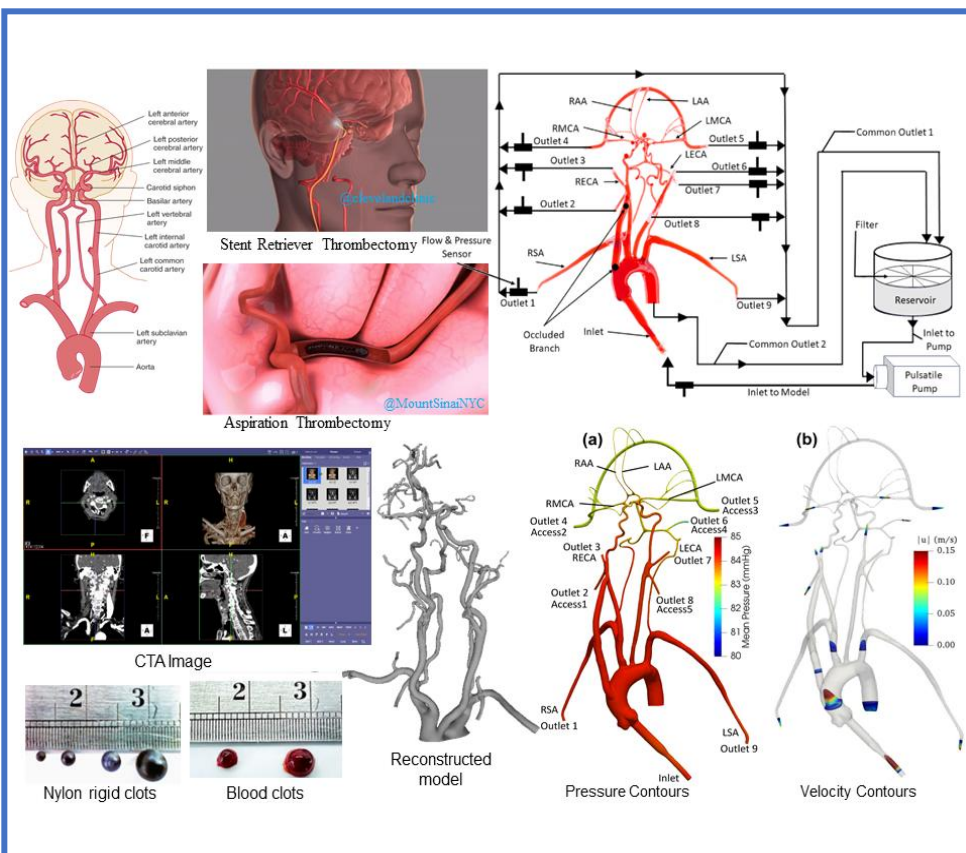 Left anterior
cerebral artery
Left posterior
cerebral artery
Left middle
cerebral artery
Carotid siphon
Basilar artery
Left vertebral
artery
Left internal
carotid artery
Left common
carotid artery
Left subclavian
artery
Aorta
Stent Retriever Thrombectomy
@MountSinaiNYC
Aspiration Thrombectomy
RAA
LAA
RMCA
LMCA
Outlet 4
Outlet 5
Outlet 3
LECA
Outlet 6
RECA
Outlet 7
Outlet 2
Outlet 8
Flow & Pressure
Sensor
RSA
LSA
Outlet 1
Outlet 9
Occluded
Branch
Inlet
Common Outlet 1
Common Outlet 2
Filter
Reservoir
Inlet to
Pump
Pulsatile
Pump
Inlet to Model
A
H
R
L
R
L
P
F
F
A
H
H
R
L
A
P
F
A
F
L
CTA Image
2 3
Nylon rigid clots
2 3
Blood clots
Reconstructed
model
(a)
RAA
LAA
RMCA
LMCA
Outlet 5
Access3
Outlet 4
Access2
Outlet 6
Access4
Outlet 3
RECA
LECA
Outlet 7
Outlet 2
Access1
Outlet 8
Access5
RSA
Outlet 1
LSA
Outlet 9
Inlet
85
84
83
82
81
80
Mean Pressure (mmHg)
Pressure Contours
(b)
|u| (m/s)
0.15
0.10
0.05
0.00
Velocity Contours